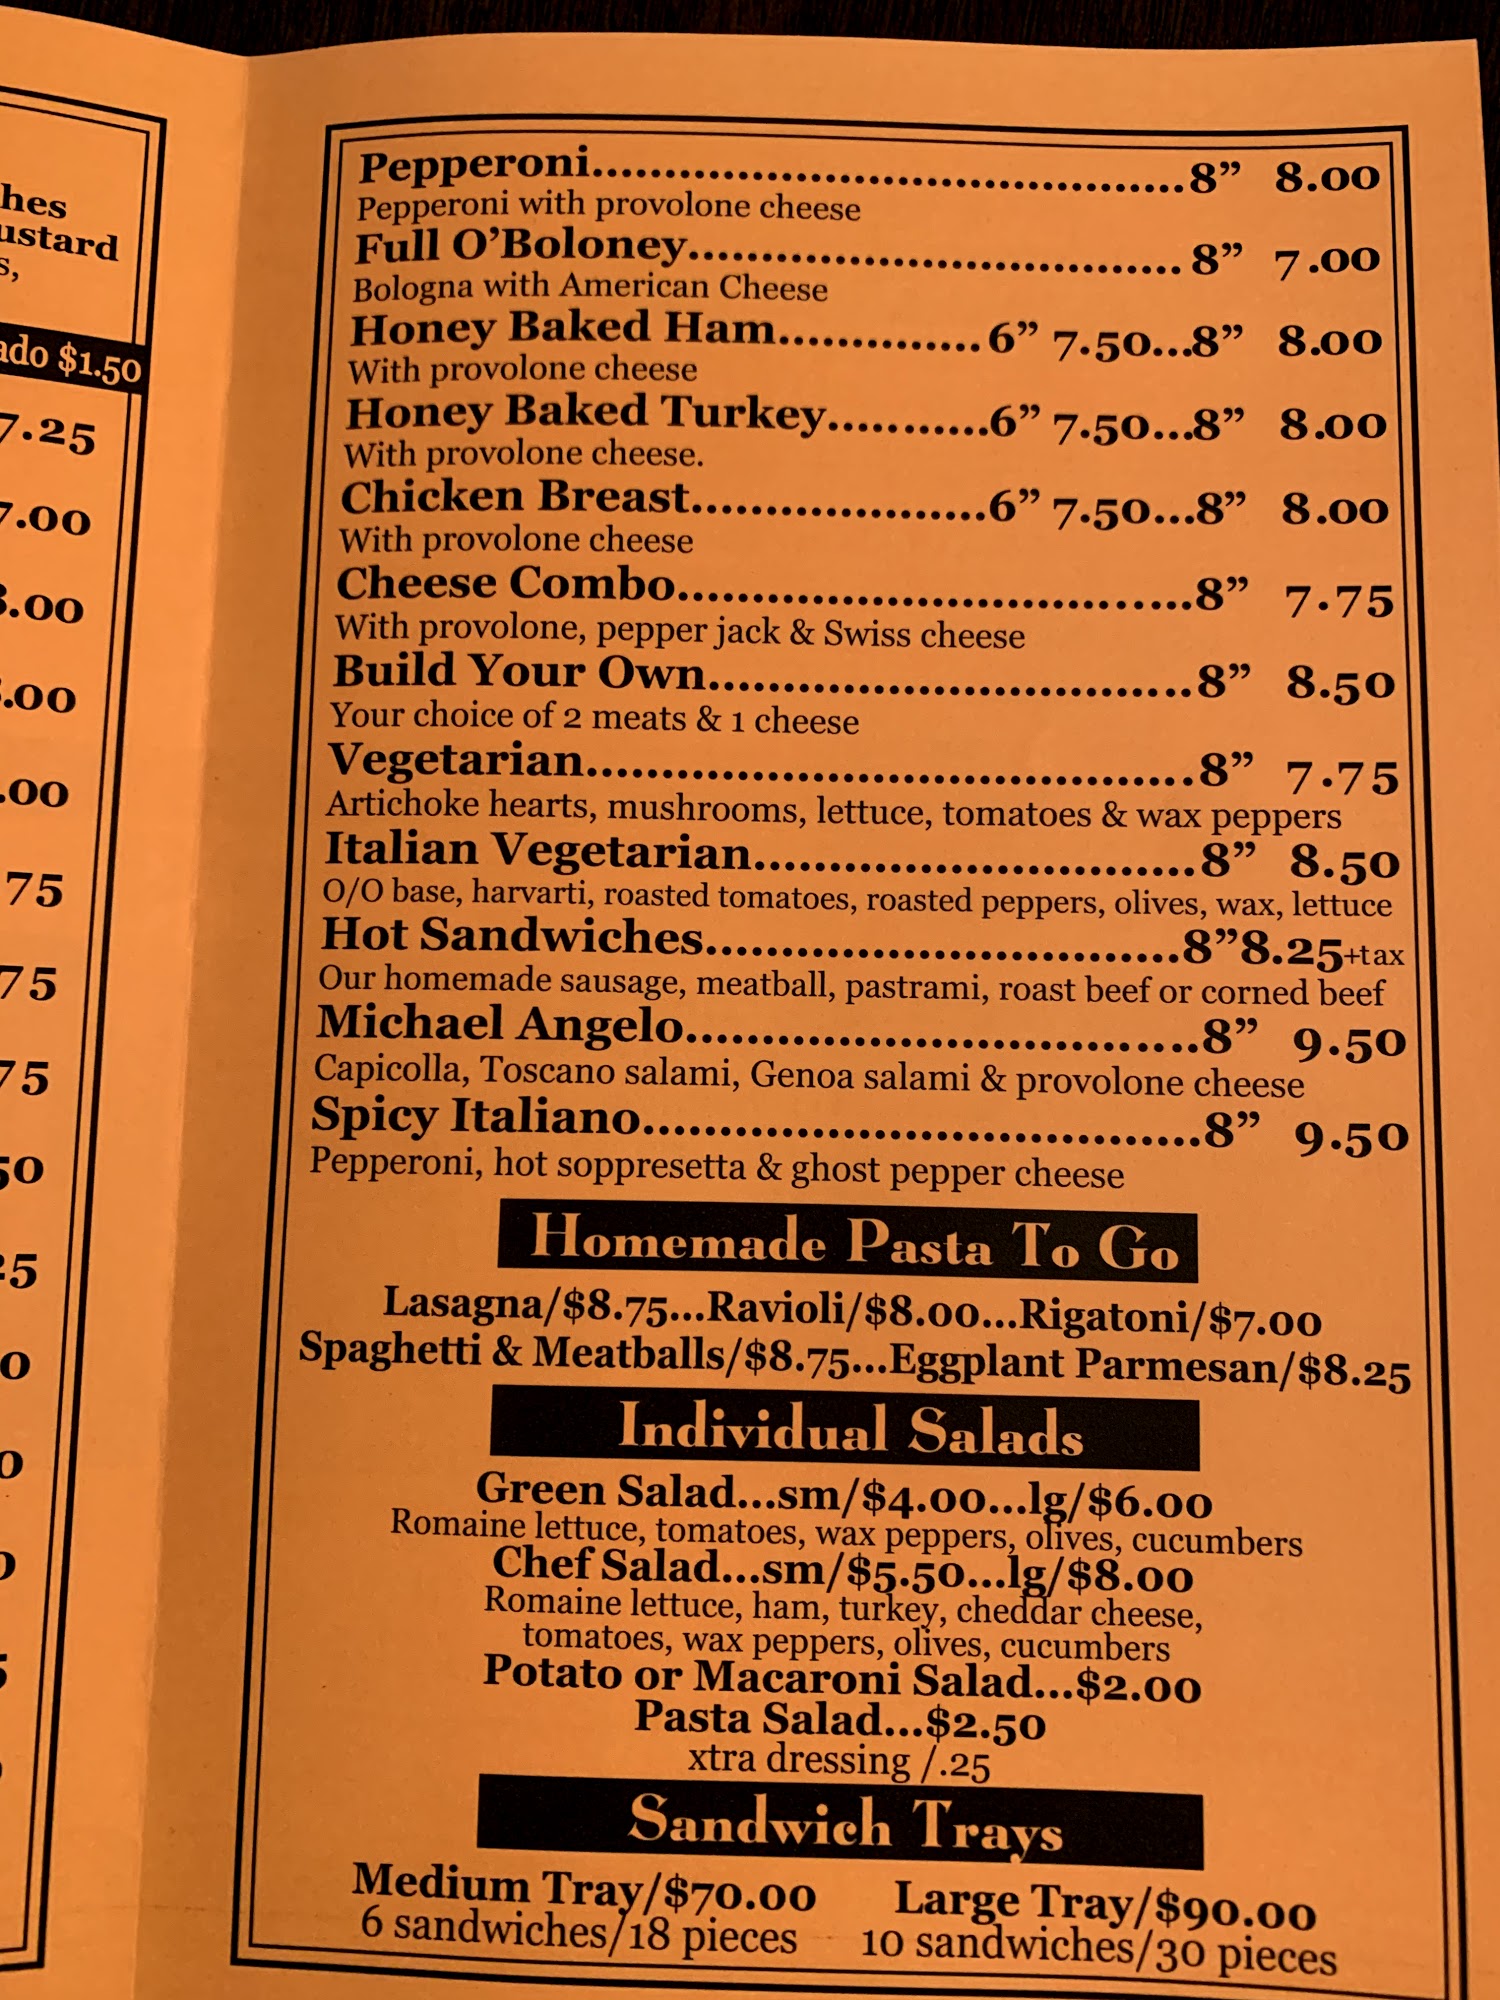 hes
ustard
s,
ado $1.50
7.25
7.00
.00
.00
.00
75
75
75
50
25
0
0
Pepperoni.......................................8” 8.00
Pepperoni with provolone cheese
Full O’Boloney................................. 8” 7.00
Bologna with American Cheese
Honey Baked Ham..............6” 7.50...8” 8.00
With provolone cheese
Honey Baked Turkey...........6” 7.50...8” 8.00
With provolone cheese.
Chicken Breast....................6” 7.50...8” 8.00
With provolone cheese
Cheese Combo..................................8” 7.75
With provolone, pepper jack & Swiss cheese
Build Your Own................................8” 8.50
Your choice of 2 meats & 1 cheese
Vegetarian........................................8” 7.75
Artichoke hearts, mushrooms, lettuce, tomatoes & wax peppers
Italian Vegetarian.............................8” 8.50
O/O base, harvarti, roasted tomatoes, roasted peppers, olives, wax, lettuce
Hot Sandwiches...............................8”8.25+tax
Our homemade sausage, meatball, pastrami, roast beef or corned beef
Michael Angelo..................................8” 9.50
Capicolla, Toscano salami, Genoa salami & provolone cheese
Spicy Italiano....................................8” 9.50
Pepperoni, hot soppresetta & ghost pepper cheese
Homemade Pasta To Go
Lasagna/$8.75...Ravioli/$8.00...Rigatoni/$7.00
Spaghetti & Meatballs/$8.75...Eggplant Parmesan/$8.25
Individual Salads
Green Salad...sm/$4.00...lg/$6.00
Romaine lettuce, tomatoes, wax peppers, olives, cucumbers
Chef Salad...sm/$5.50...lg/$8.00
Romaine lettuce, ham, turkey, cheddar cheese,
tomatoes, wax peppers, olives, cucumbers
Potato or Macaroni Salad...$2.00
Pasta Salad...$2.50
xtra dressing /.25
Sandwich Trays
Medium Tray/$70.00 Large Tray/$90.00
6 sandwiches/18 pieces 10 sandwiches/30 pieces